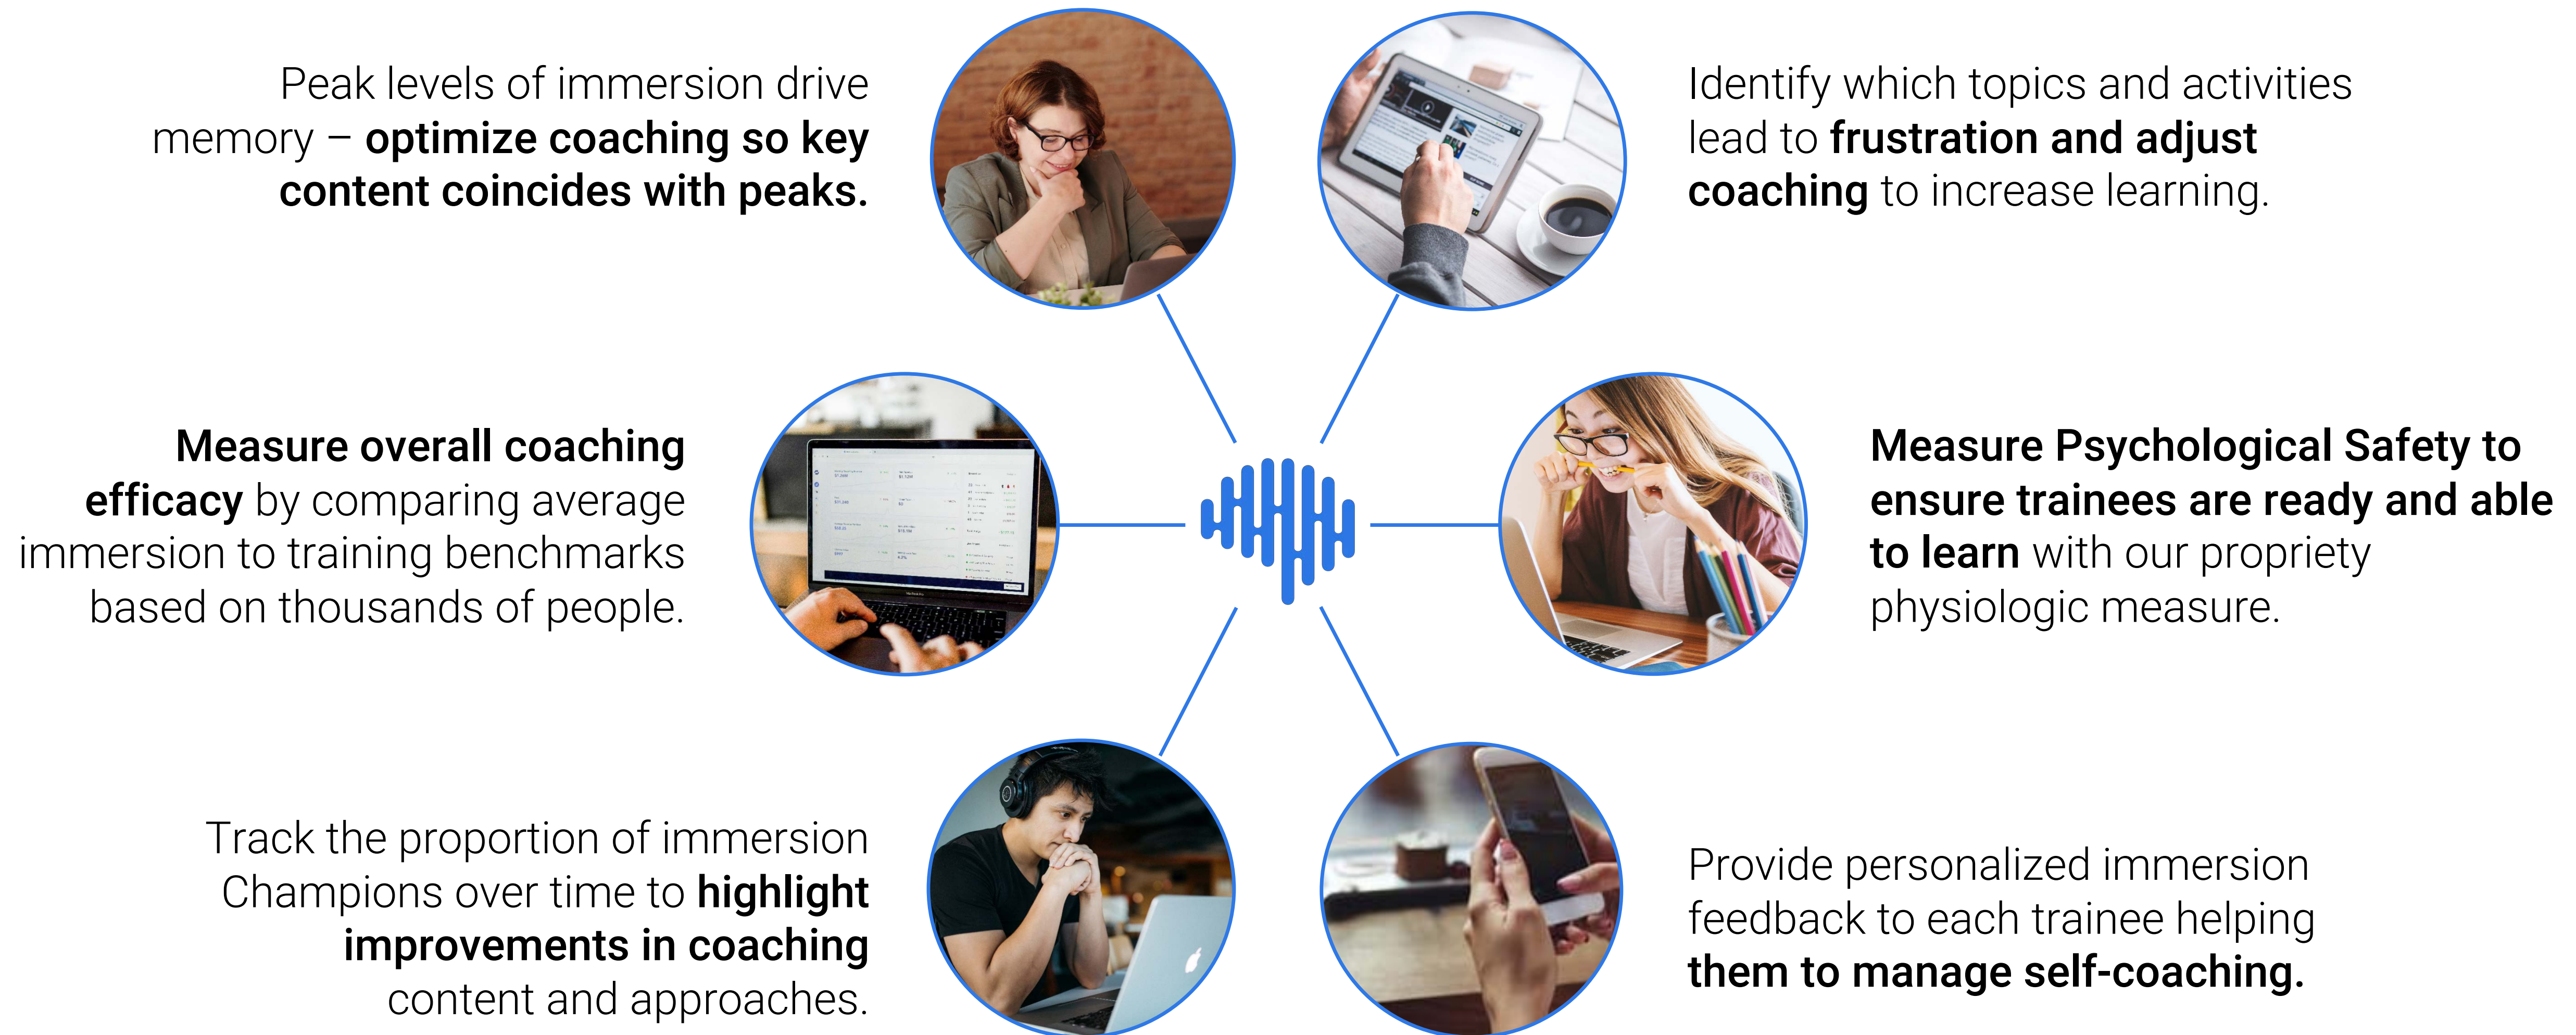 Peak levels of immersion drive
memory – optimize coaching so key
content coincides with peaks.
Identify which topics and activities
lead to frustration and adjust
coaching to increase learning.
Measure overall coaching
efficacy by comparing average
immersion to training benchmarks
based on thousands of people.
Measure Psychological Safety to
ensure trainees are ready and able
to learn with our propriety
physiologic measure.
Track the proportion of immersion
Champions over time to highlight
improvements in coaching
content and approaches.
Provide personalized immersion
feedback to each trainee helping
them to manage self-coaching.